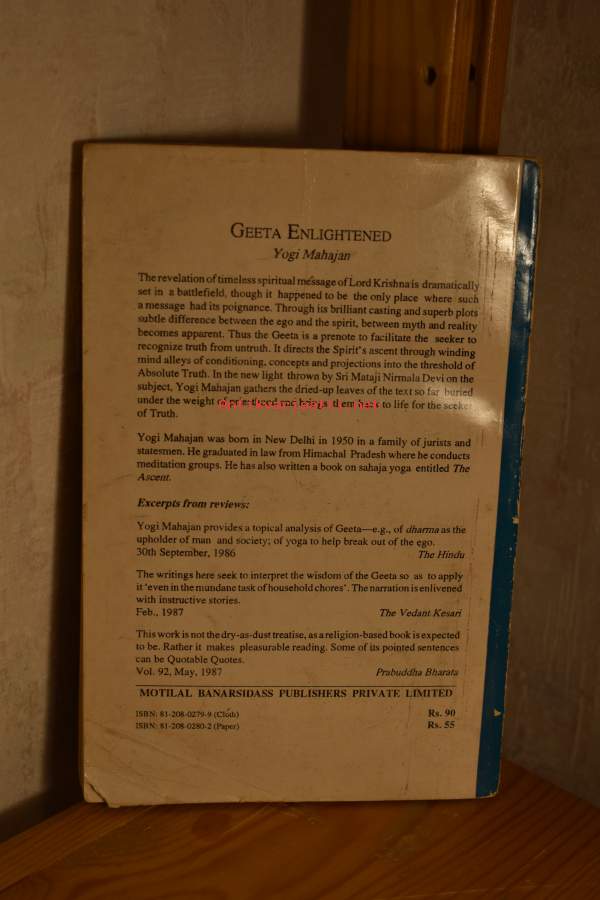 GEETA ENLIGHTENED
Yogi Mahajan
The revelation of timeless spiritual message of Lord Krishna is dramatically
set in a battlefield, though it happened to be the only place where such
a message had its poignance. Through its brilliant casting and superb plots
subtle difference between the ego and the spirit, between myth and reality
becomes apparent. Thus the Geeta is a prenote to facilitate the seeker to
recognize truth from untruth. It directs the Spirit's ascent through winding
mind alleys of conditioning, concepts and projections into the threshold of
Absolute Truth. In the new light thrown by Sri Mataji Nirmala Devi on the
subject, Yogi Mahajan gathers the dried-up leaves of the text so far buried
under the weight of to life for the seeker
of Truth.
Yogi Mahajan was born in New Delhi in 1950 in a family of jurists and
statesmen. He graduated in law from Himachal Pradesh where he conducts
meditation groups. He has also written a book on sahaja yoga entitled The
Ascent.
Excerpts from reviews:
Yogi Mahajan provides a topical analysis of Geeta—e.g., of dharma as the
upholder of man and society; of yoga to help break out of the ego.
30th September, 1986 The Hindu
The writings here seek to interpret the wisdom of the Geeta so as to apply
it 'even in the mundane task of household chores'. The narration is enlivened
with instructive stories.
Feb., 1987 The Vedant Kesari
This work is not the dry-as-dust treatise, as a religion-based book is expected
to be. Rather it makes pleasurable reading. Some of its pointed sentences
can be Quotable Quotes.
Vol. 92, May, 1987 Prabuddha Bharata
MOTILAL BANARSIDASS PUBLISHERS PRIVATE LIMITED
ISBN: 81-208-0279-9 (Cloth) Rs. 90
ISBN: 81-208-0280-2 (Paper) Rs. 55